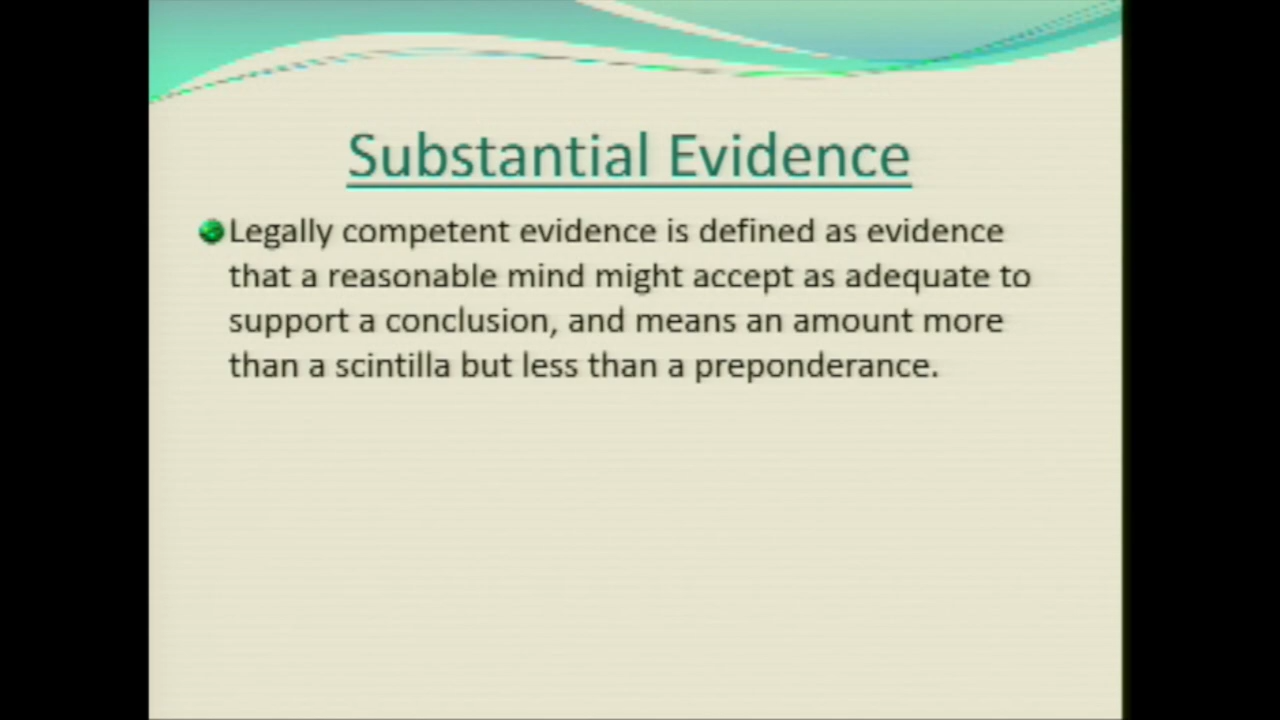 Substantial Evidence
Legally competent evidence is defined as evidence
that a reasonable mind might accept as adequate to
support a conclusion, and means an amount more
than a scintilla but less than a preponderance.